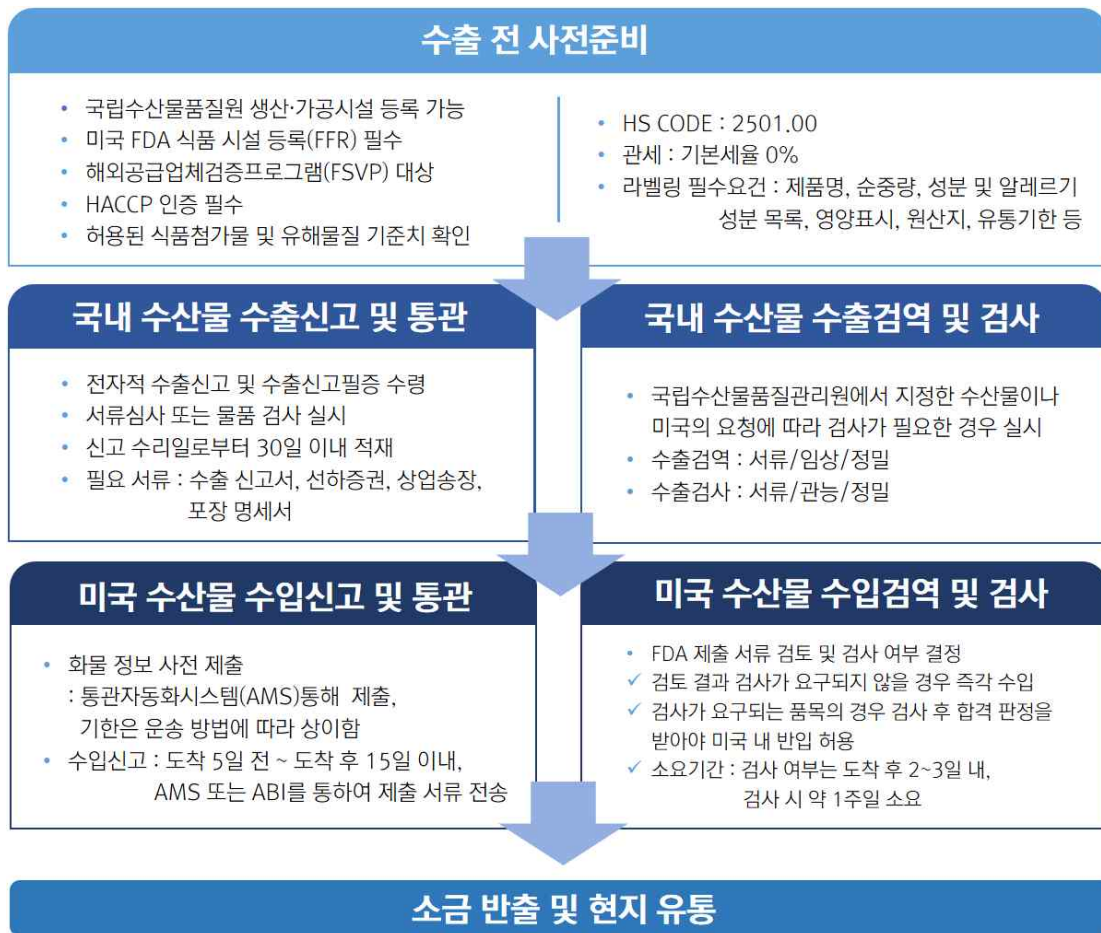 수출 전 사전준비
• 국립수산물품질원 생산·가공시설 등록 가능
• 미국 FDA 식품 시설 등록(FFR) 필수
• 해외공급업체검증프로그램(FSVP) 대상
• HACCP 인증 필수
• 허용된 식품첨가물 및 유해물질 기준치 확인
• HS CODE : 2501.00
• 관세 : 기본세율 0%
• 라벨링 필수요건 : 제품명, 순중량, 성분 및 알레르기
성분 목록, 영양표시, 원산지, 유통기한 등
국내 수산물 수출신고 및 통관
• 전자적 수출신고 및 수출신고필증 수령
• 서류심사 또는 물품 검사 실시
• 신고 수리일로부터 30일 이내 적재
• 필요 서류 : 수출 신고서, 선하증권, 상업송장,
포장 명세서
국내 수산물 수출검역 및 검사
• 국립수산물품질관리원에서 지정한 수산물이나
미국의 요청에 따라 검사가 필요한 경우 실시
• 수출검역 : 서류/임상/정밀
• 수출검사 : 서류/관능/정밀
미국 수산물 수입신고 및 통관
• 화물 정보 사전 제출
: 통관자동화시스템(AMS)통해 제출,
기한은 운송 방법에 따라 상이함
• 수입신고 : 도착 5일 전 ~ 도착 후 15일 이내,
AMS 또는 ABI를 통하여 제출 서류 전송
미국 수산물 수입검역 및 검사
• FDA 제출 서류 검토 및 검사 여부 결정
✓ 검토 결과 검사가 요구되지 않을 경우 즉각 수입
✓ 검사가 요구되는 품목의 경우 검사 후 합격 판정을
받아야 미국 내 반입 허용
✓ 소요기간 : 검사 여부는 도착 후 2~3일 내,
검사 시 약 1주일 소요
소금 반출 및 현지 유통